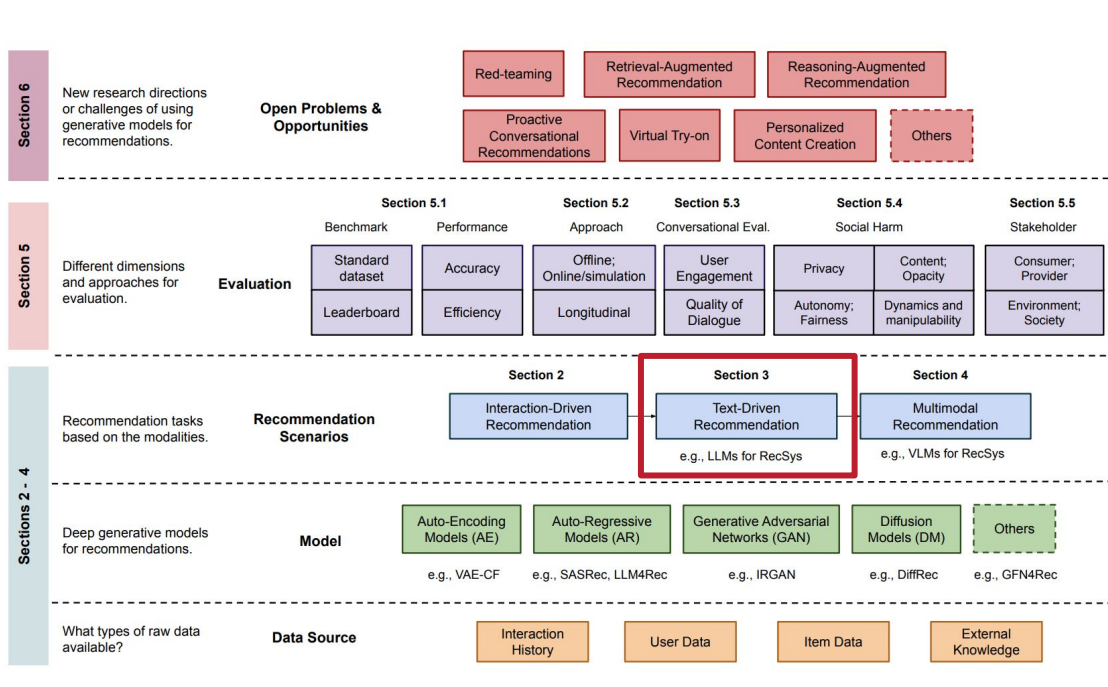 Section 6
New research directions
or challenges of using
generative models for
recommendations.
Open Problems &
Opportunities
Red-teaming
Retrieval-Augmented
Recommendation
Reasoning-Augmented
Recommendation
Proactive
Conversational
Recommendations
Virtual Try-on
Personalized
Content Creation
Others
Section 5
Different dimensions
and approaches for
evaluation.
Evaluation
Section 5.1
Benchmark
Performance
Standard
dataset
Accuracy
Leaderboard
Efficiency
Section 5.2
Approach
Offline;
Online/simulation
Longitudinal
Section 5.3
Conversational Eval.
User
Engagement
Quality of
Dialogue
Section 5.4
Social Harm
Privacy
Content;
Opacity
Autonomy;
Fairness
Dynamics and
manipulability
Section 5.5
Stakeholder
Consumer;
Provider
Environment;
Society
Sections 2 - 4
Recommendation tasks
based on the modalities.
Recommendation
Scenarios
Section 2
Interaction-Driven
Recommendation
Section 3
Text-Driven
Recommendation
e.g., LLMs for RecSys
Section 4
Multimodal
Recommendation
e.g., VLMs for RecSys
Deep generative models
for recommendations.
Model
Auto-Encoding
Models (AE)
e.g., VAE-CF
Auto-Regressive
Models (AR)
e.g., SASRec, LLM4Rec
Generative Adversarial
Networks (GAN)
e.g., IRGAN
Diffusion
Models (DM)
e.g., DiffRec
Others
e.g., GFN4Rec
What types of raw data
available?
Data Source
Interaction
History
User Data
Item Data
External
Knowledge